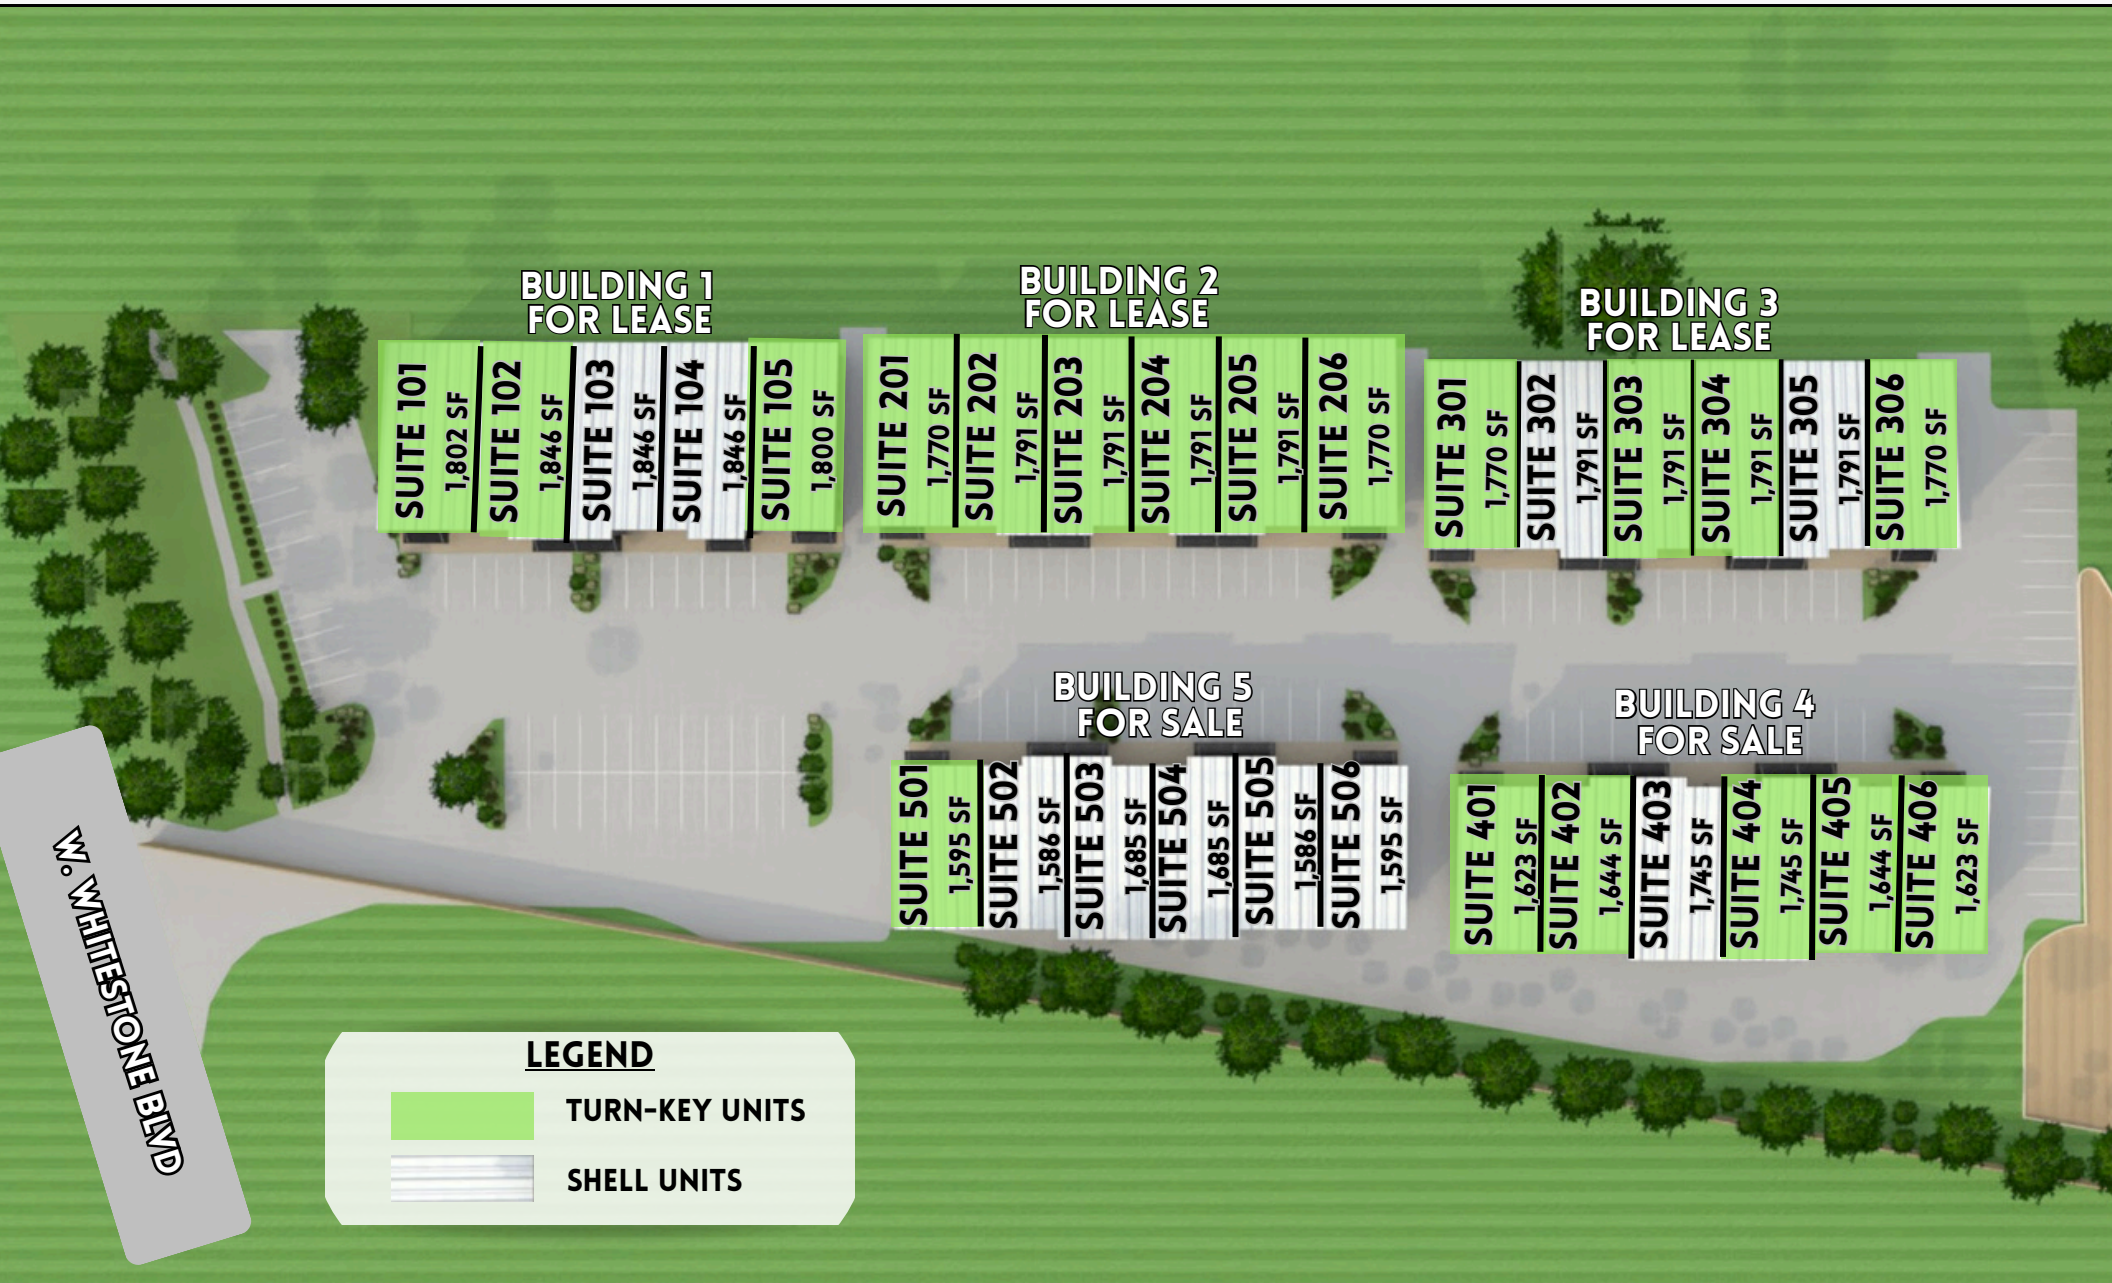 BUILDING 1
FOR LEASE
SUITE 101
1,802 SF
SUITE 102
1,846 SF
SUITE 103
1,846 SF
SUITE 104
1,846 SF
SUITE 105
1,800 SF
BUILDING 2
FOR LEASE
SUITE 201
1,770 SF
SUITE 202
1,791 SF
SUITE 203
1,791 SF
SUITE 204
1,791 SF
SUITE 205
1,791 SF
SUITE 206
1,770 SF
BUILDING 3
FOR LEASE
SUITE 301
1,770 SF
SUITE 302
1,791 SF
SUITE 303
1,791 SF
SUITE 304
1,791 SF
SUITE 305
1,791 SF
SUITE 306
1,770 SF
BUILDING 5
FOR SALE
SUITE 501
1,595 SF
SUITE 502
1,586 SF
SUITE 503
1,685 SF
SUITE 504
1,685 SF
SUITE 505
1,586 SF
SUITE 506
1,595 SF
BUILDING 4
FOR SALE
SUITE 401
1,623 SF
SUITE 402
1,644 SF
SUITE 403
1,745 SF
SUITE 404
1,745 SF
SUITE 405
1,644 SF
SUITE 406
1,623 SF
W. WHITESTONE BLVD
LEGEND
TURN-KEY UNITS
SHELL UNITS